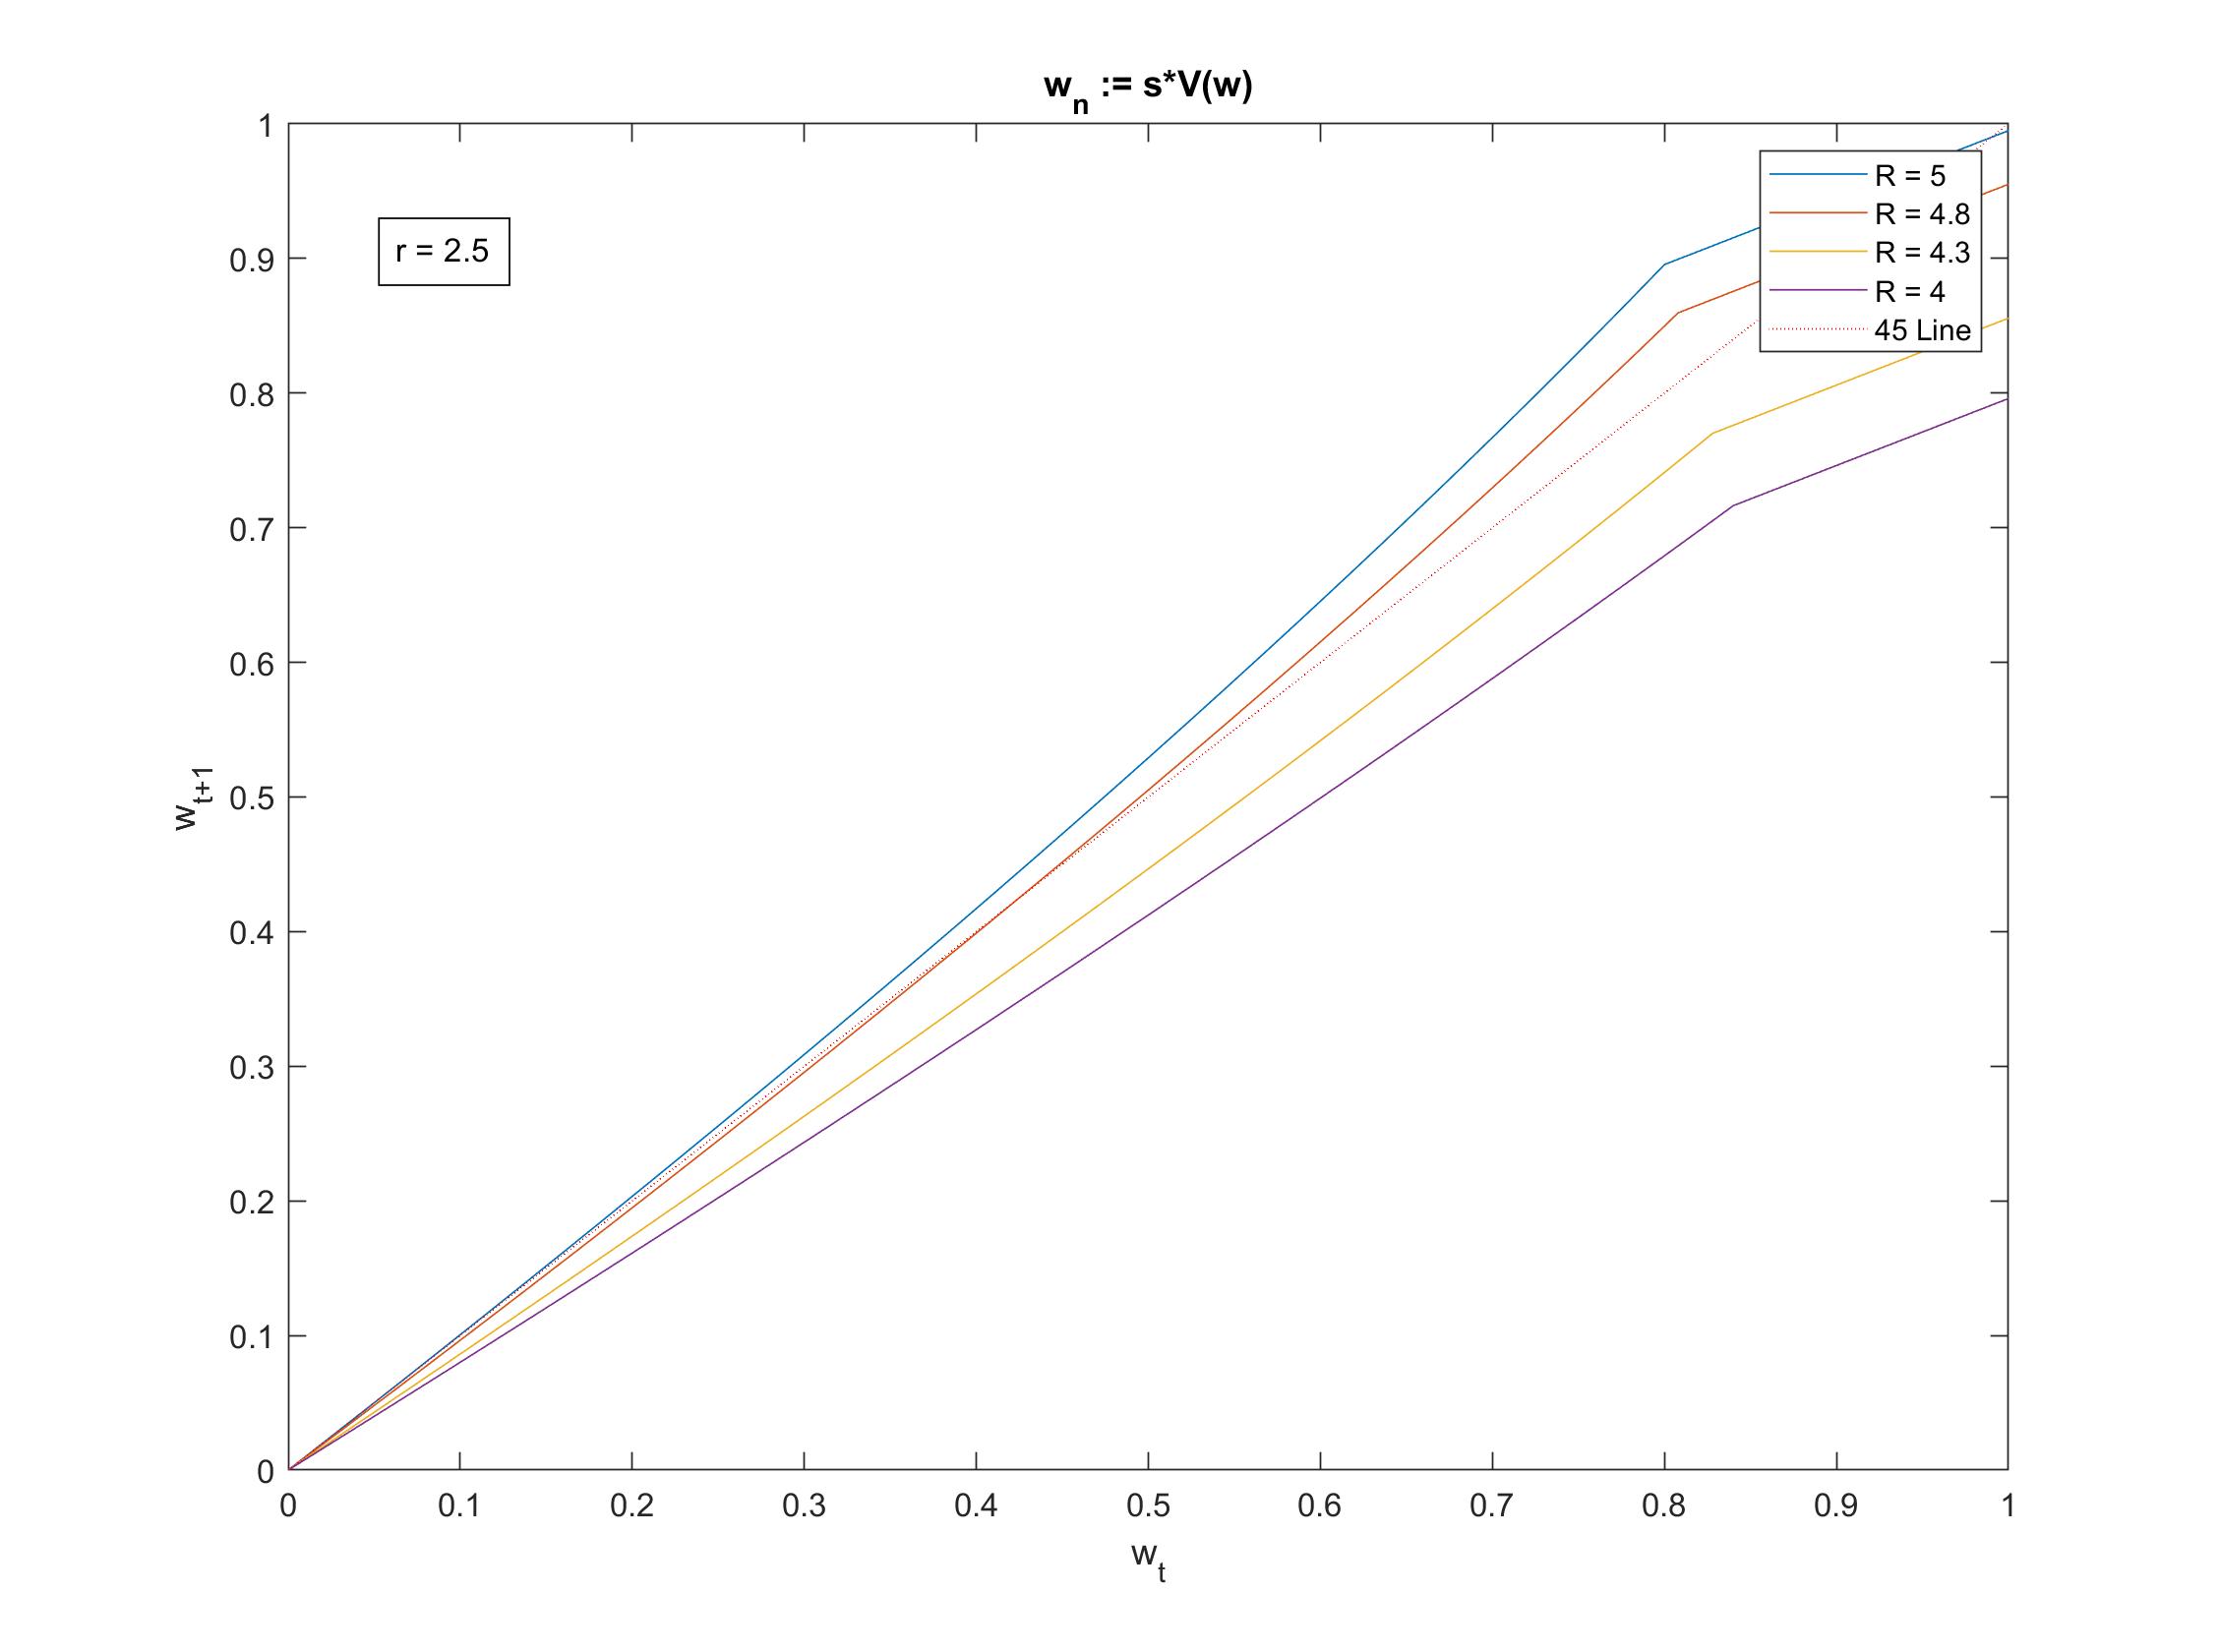 w_n := s*V(w)
r = 2.5
R = 5
R = 4.8
R = 4.3
R = 4
45 Line
1
0.9
0.8
0.7
0.6
0.5
0.4
0.3
0.2
0.1
0
w_t+1
0 0.1 0.2 0.3 0.4 0.5 0.6 0.7 0.8 0.9 1
w_t